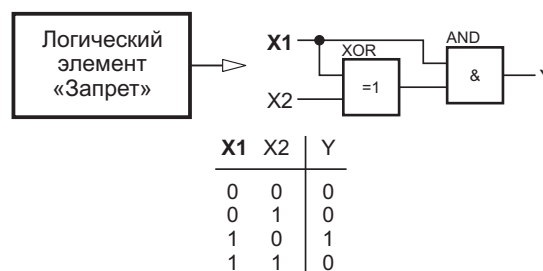 Логический
элемент
«Запрет»
X1
XOR
AND
=1
&
Y
X2
X1 X2 Y
0 0 0
0 1 0
1 0 1
1 1 0